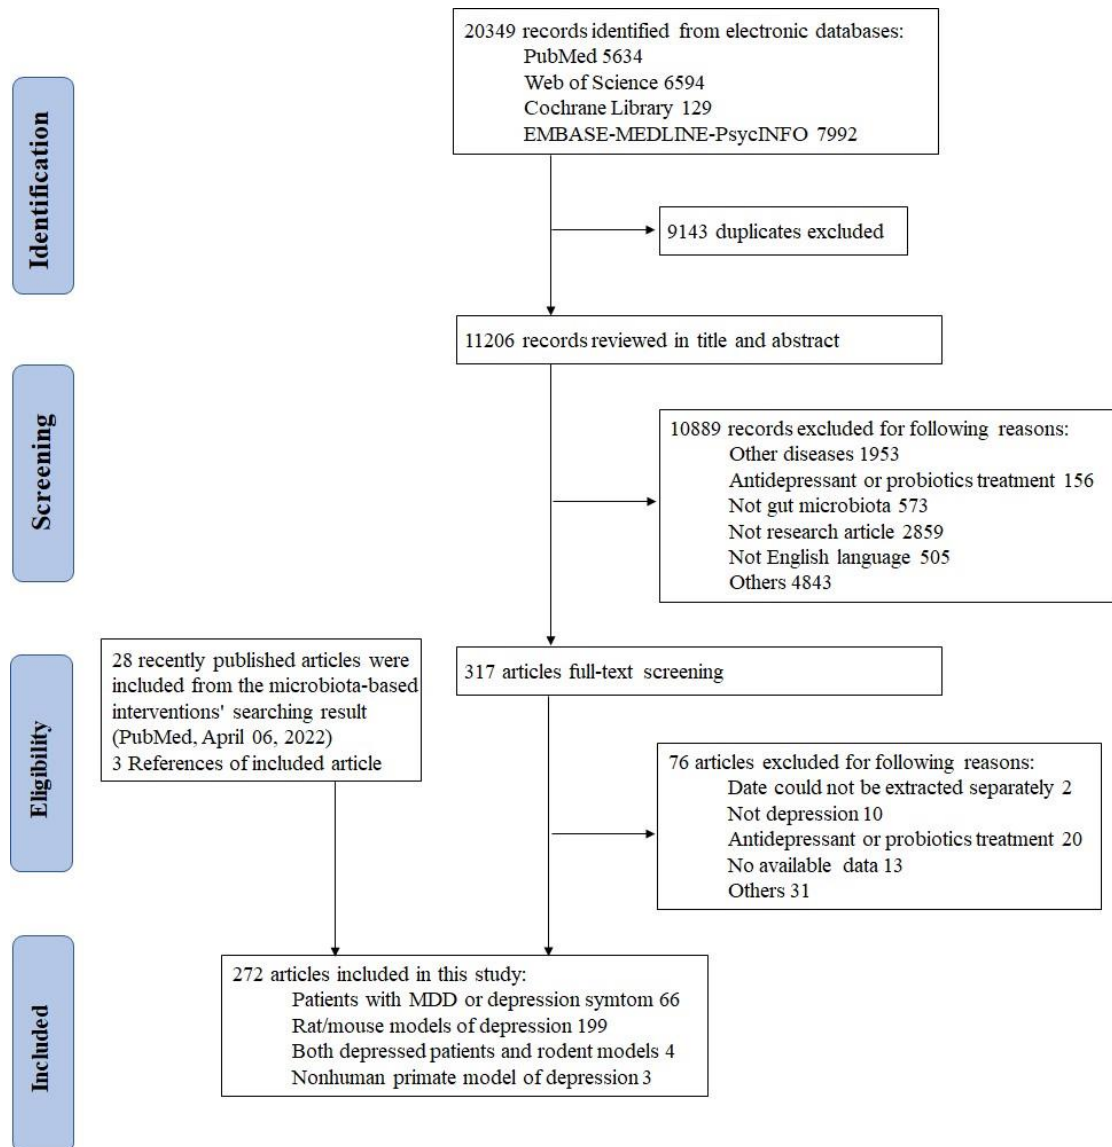 20349 records identified from electronic databases:
PubMed 5634
Web of Science 6594
Cochrane Library 129
EMBASE-MEDLINE-PsycINFO 7992
Identification
9143 duplicates excluded
11206 records reviewed in title and abstract
Screening
10889 records excluded for following reasons:
Other diseases 1953
Antidepressant or probiotics treatment 156
Not gut microbiota 573
Not research article 2859
Not English language 505
Others 4843
28 recently published articles were
included from the microbiota-based
interventions' searching result
(PubMed, April 06, 2022)
3 References of included article
317 articles full-text screening
Eligibility
76 articles excluded for following reasons:
Date could not be extracted separately 2
Not depression 10
Antidepressant or probiotics treatment 20
No available data 13
Others 31
Included
272 articles included in this study:
Patients with MDD or depression symtom 66
Rat/mouse models of depression 199
Both depressed patients and rodent models 4
Nonhuman primate model of depression 3